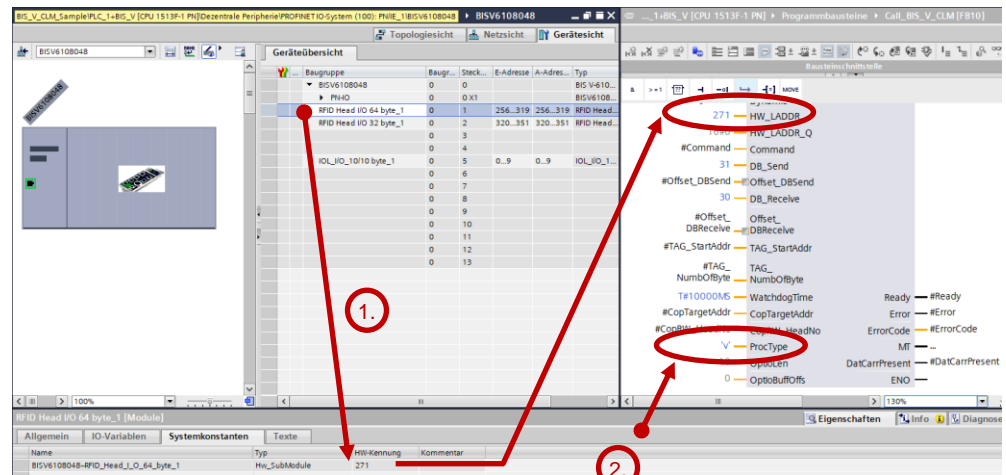 BIS_V_CLM_Sample\PLC_1+BIS_V [CPU 1513F-1 PN]\Dezentrale Peripherie\PROFINET IO-System (100): PN/IE_1\BISV6108048 ▸ BISV6108048
_1+BIS_V [CPU 1513F-1 PN] ▸ Programmbausteine ▸ Call_BIS_V_CLM [FB10]
Topologiesicht Netzsicht Gerätesicht
BISV6108048
Geräteübersicht
Bausteinschnittstelle
Baugruppe Baugr... Steck... E-Adresse A-Adres... Typ
BISV6108048 0 0 BIS V-610...
PN-IO 0 0 X1 BISV6108...
RFID Head I/O 64 byte_1 0 1 256...319 256...319 RFID Head
RFID Head I/O 32 byte_1 0 2 320...351 320...351 RFID Head
0 3
0 4
IOL_I/O_10/10 byte_1 0 5 0...9 0...9 IOL_I/O_1...
0 6
0 7
0 8
0 9
0 10
0 11
0 12
0 13
BISV6108048
& >=1 [??] MOVE
271 HW_LADDR
HW_LADDR_Q
#Command Command
31 DB_Send
#Offset_DBSend Offset_DBSend
30 DB_Receive
#Offset_ Offset_
DBReceive DBReceive
#TAG_StartAddr TAG_StartAddr
#TAG_ TAG_
NumbOfByte NumbOfByte
T#10000MS WatchdogTime Ready #Ready
#CopTargetAddr CopTargetAddr Error #Error
CopRW_HeadNo ErrorCode #ErrorCode
'V' ProcType MT ...
OptioLen DatCarrPresent #DatCarrPresent
0 OptioBuffOffs ENO
1.
2.
100%
130%
RFID Head I/O 64 byte_1 [Module]
Eigenschaften Info Diagnose
Allgemein IO-Variablen Systemkonstanten Texte
Name Typ HW-Kennung Kommentar
BISV6108048~RFID_Head_I_O_64_byte_1 Hw_SubModule 271